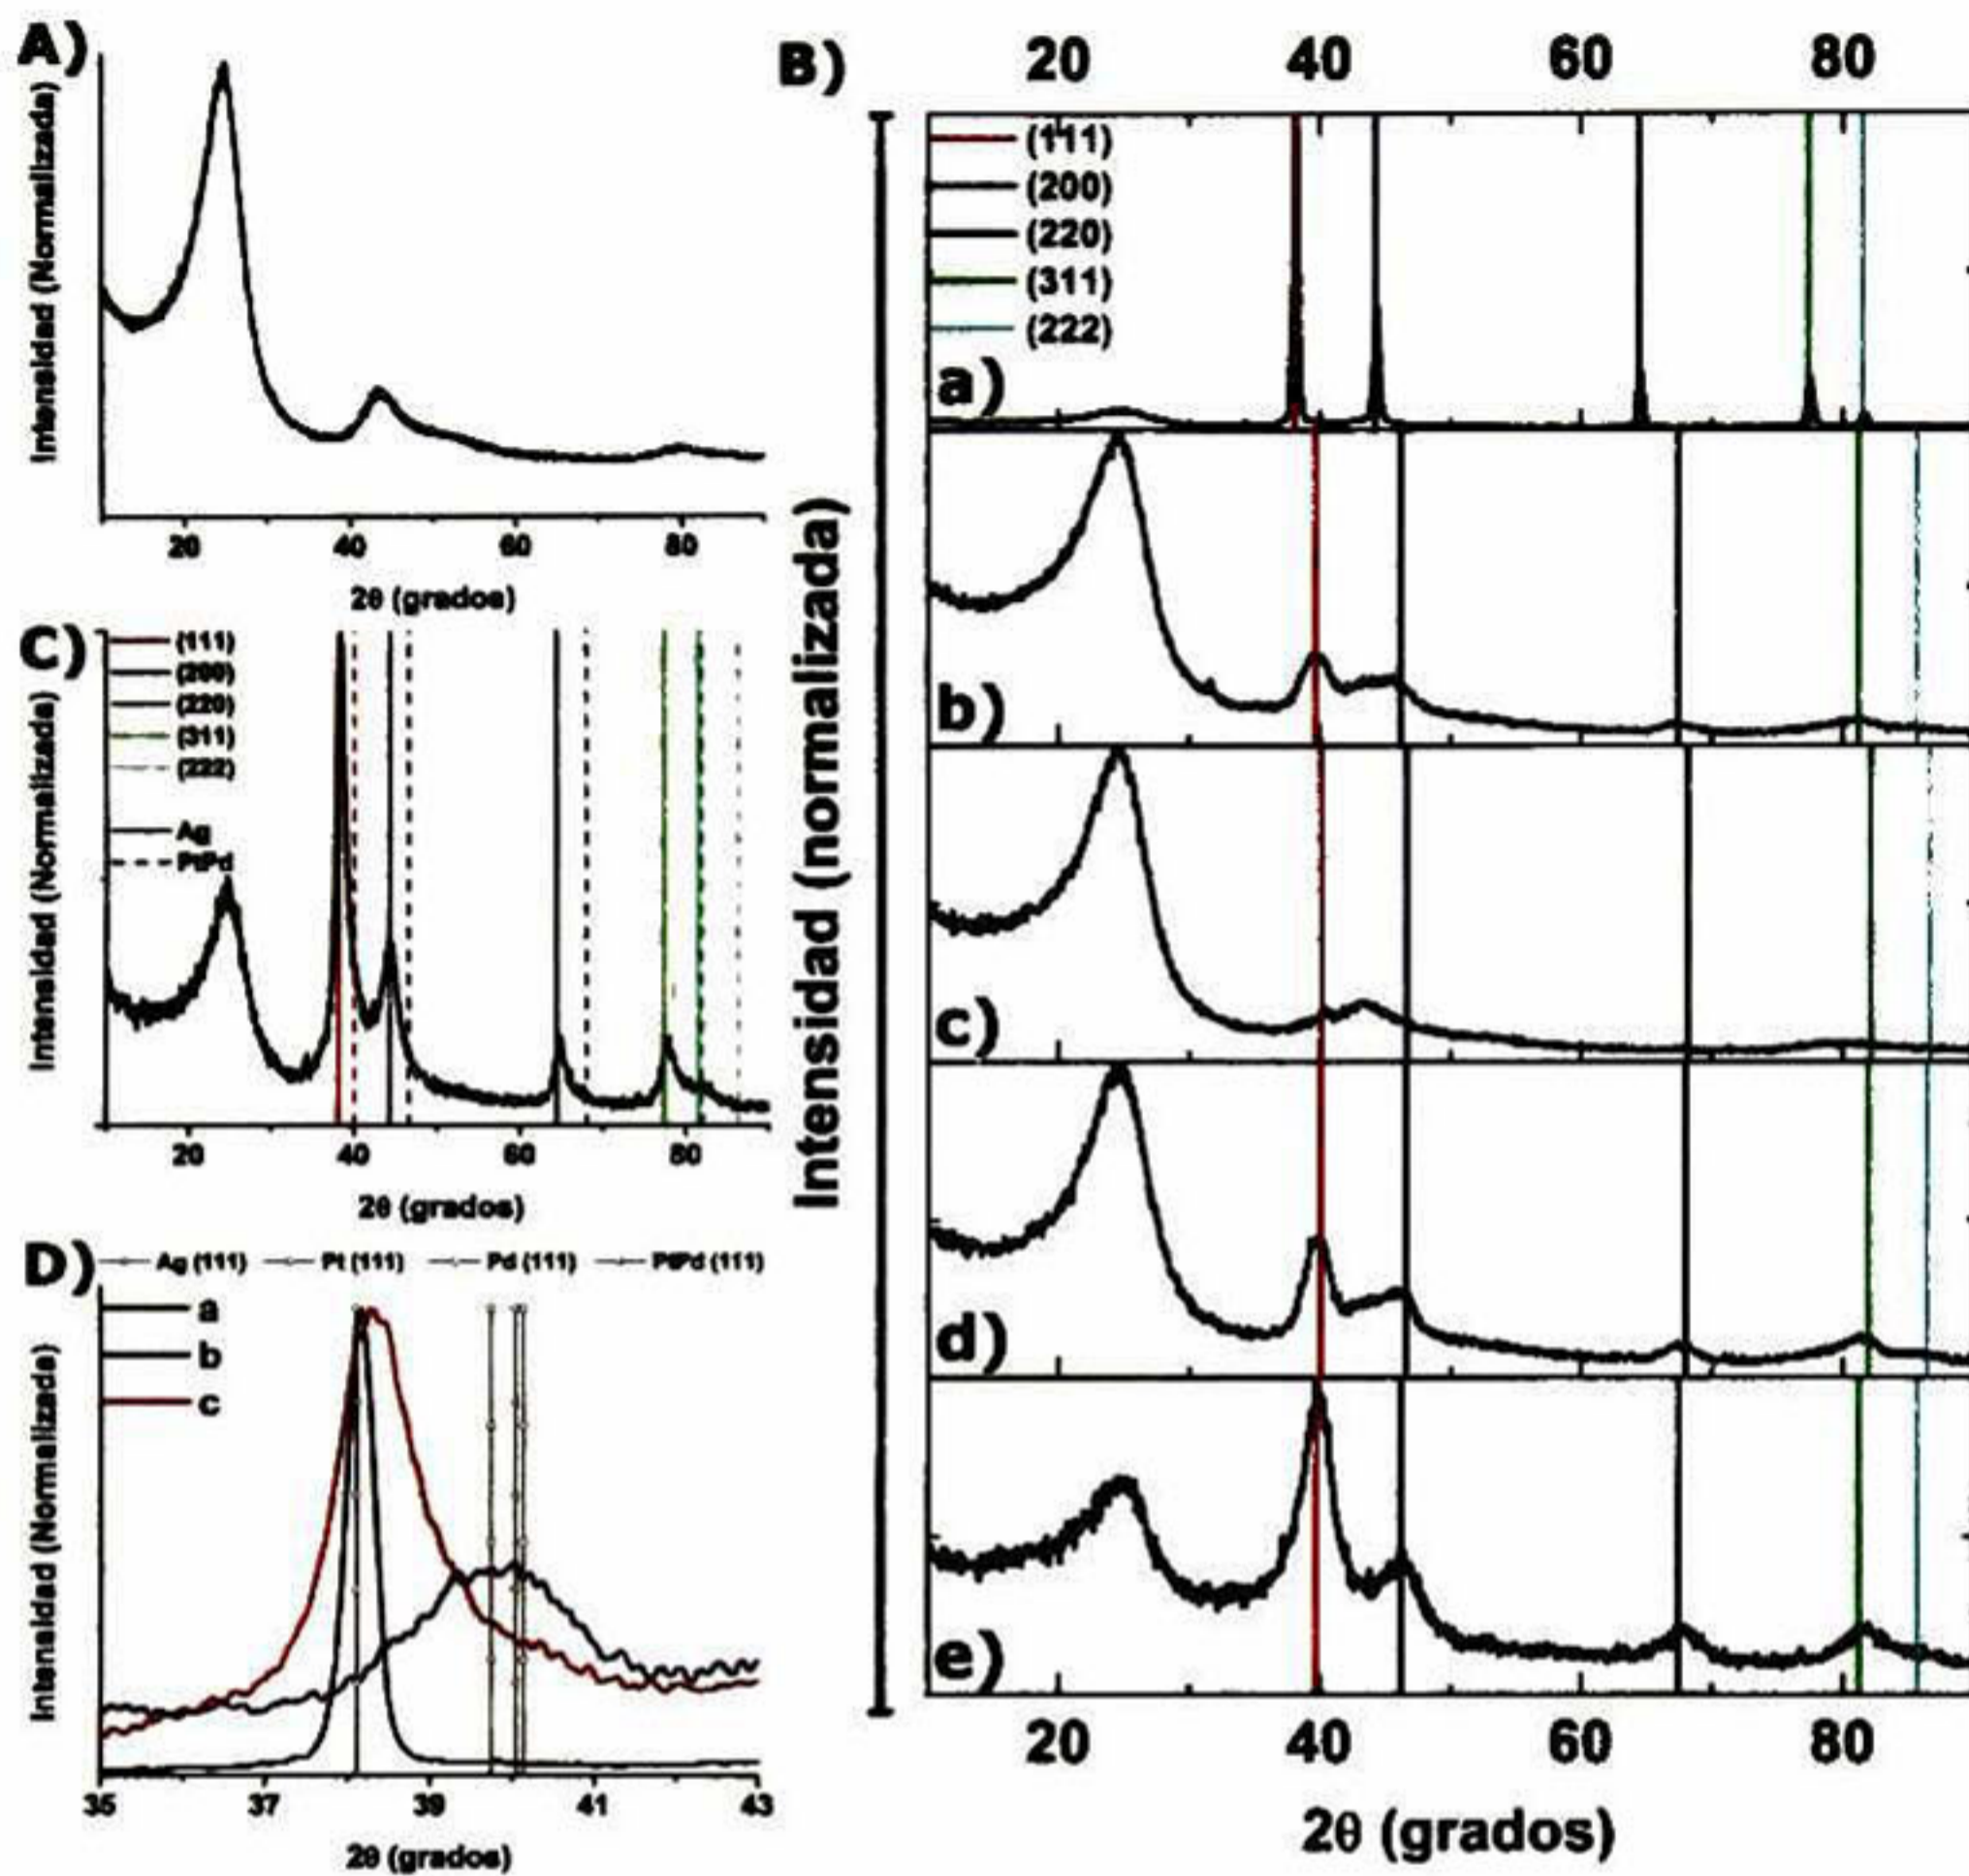 A)
Intensidad (Normalizada)
20 40 60 80
2θ (grados)
C)
(111)
(200)
(220)
(311)
(222)
Ag
PtPd
Intensidad (Normalizada)
20 40 60 80
2θ (grados)
D)
Ag (111) Pt (111) Pd (111) PtPd (111)
a
b
c
Intensidad (Normalizada)
35 37 39 41 43
2θ (grados)
B)
20 40 60 80
(111)
(200)
(220)
(311)
(222)
a)
b)
c)
d)
e)
Intensidad (normalizada)
20 40 60 80
2θ (grados)